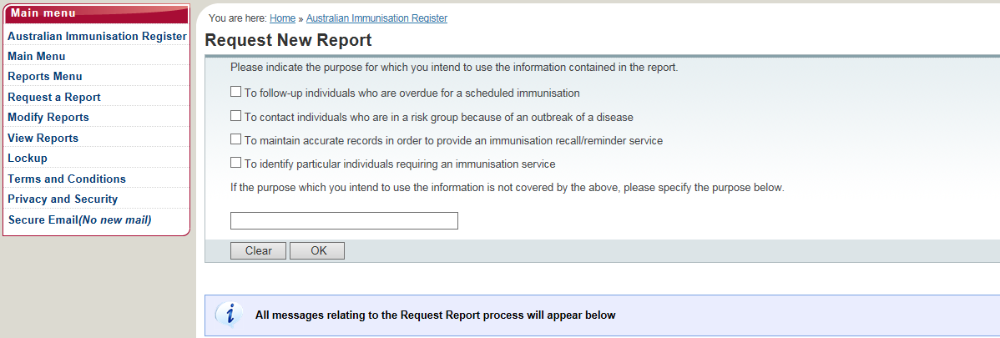 Main menu
Australian Immunisation Register
Main Menu
Reports Menu
Request a Report
Modify Reports
View Reports
Lockup
Terms and Conditions
Privacy and Security
Secure Email(No new mail)
You are here: Home » Australian Immunisation Register
Request New Report
Please indicate the purpose for which you intend to use the information contained in the report.
To follow-up individuals who are overdue for a scheduled immunisation
To contact individuals who are in a risk group because of an outbreak of a disease
To maintain accurate records in order to provide an immunisation recall/reminder service
To identify particular individuals requiring an immunisation service
If the purpose which you intend to use the information is not covered by the above, please specify the purpose below.
Clear OK
i
All messages relating to the Request Report process will appear below